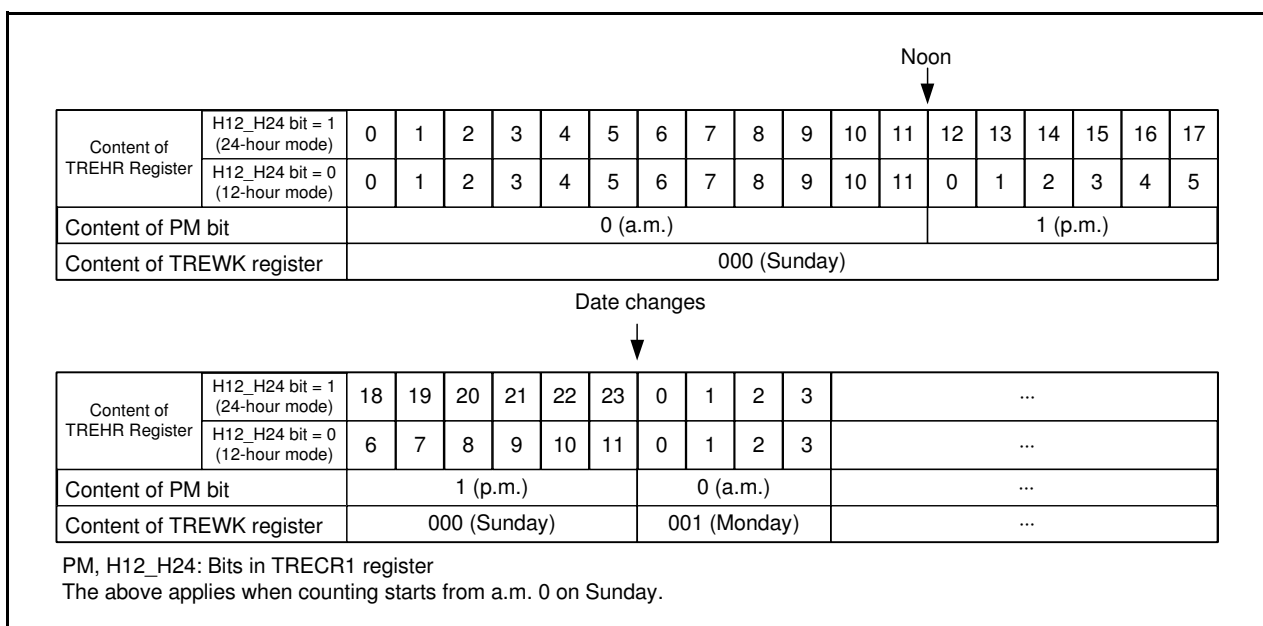 Noon
Content of TREHR Register H12_H24 bit = 1 (24-hour mode) 0 1 2 3 4 5 6 7 8 9 10 11 12 13 14 15 16 17
H12_H24 bit = 0 (12-hour mode) 0 1 2 3 4 5 6 7 8 9 10 11 0 1 2 3 4 5
Content of PM bit 0 (a.m.) 1 (p.m.)
Content of TREWK register 000 (Sunday)
Date changes
Content of TREHR Register H12_H24 bit = 1 (24-hour mode) 18 19 20 21 22 23 0 1 2 3 ...
H12_H24 bit = 0 (12-hour mode) 6 7 8 9 10 11 0 1 2 3 ...
Content of PM bit 1 (p.m.) 0 (a.m.) ...
Content of TREWK register 000 (Sunday) 001 (Monday) ...
PM, H12_H24: Bits in TRECR1 register
The above applies when counting starts from a.m. 0 on Sunday.